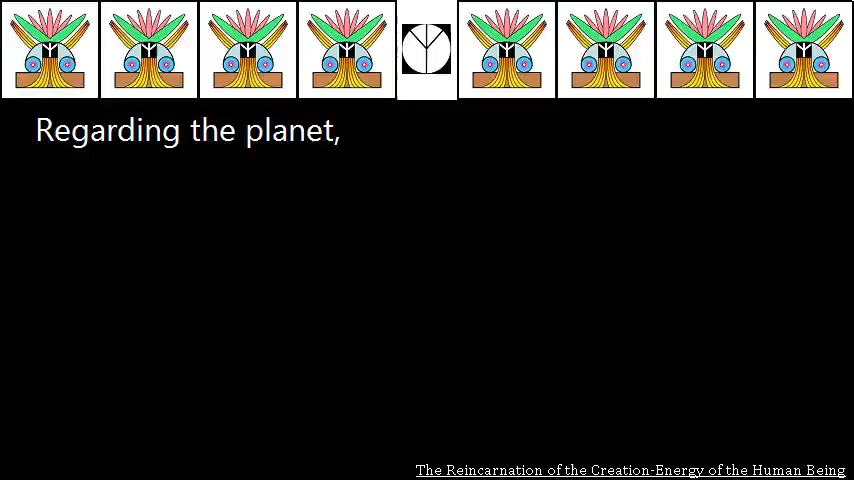 Regarding the planet,
The Reincarnation of the Creation-Energy of the Human Being